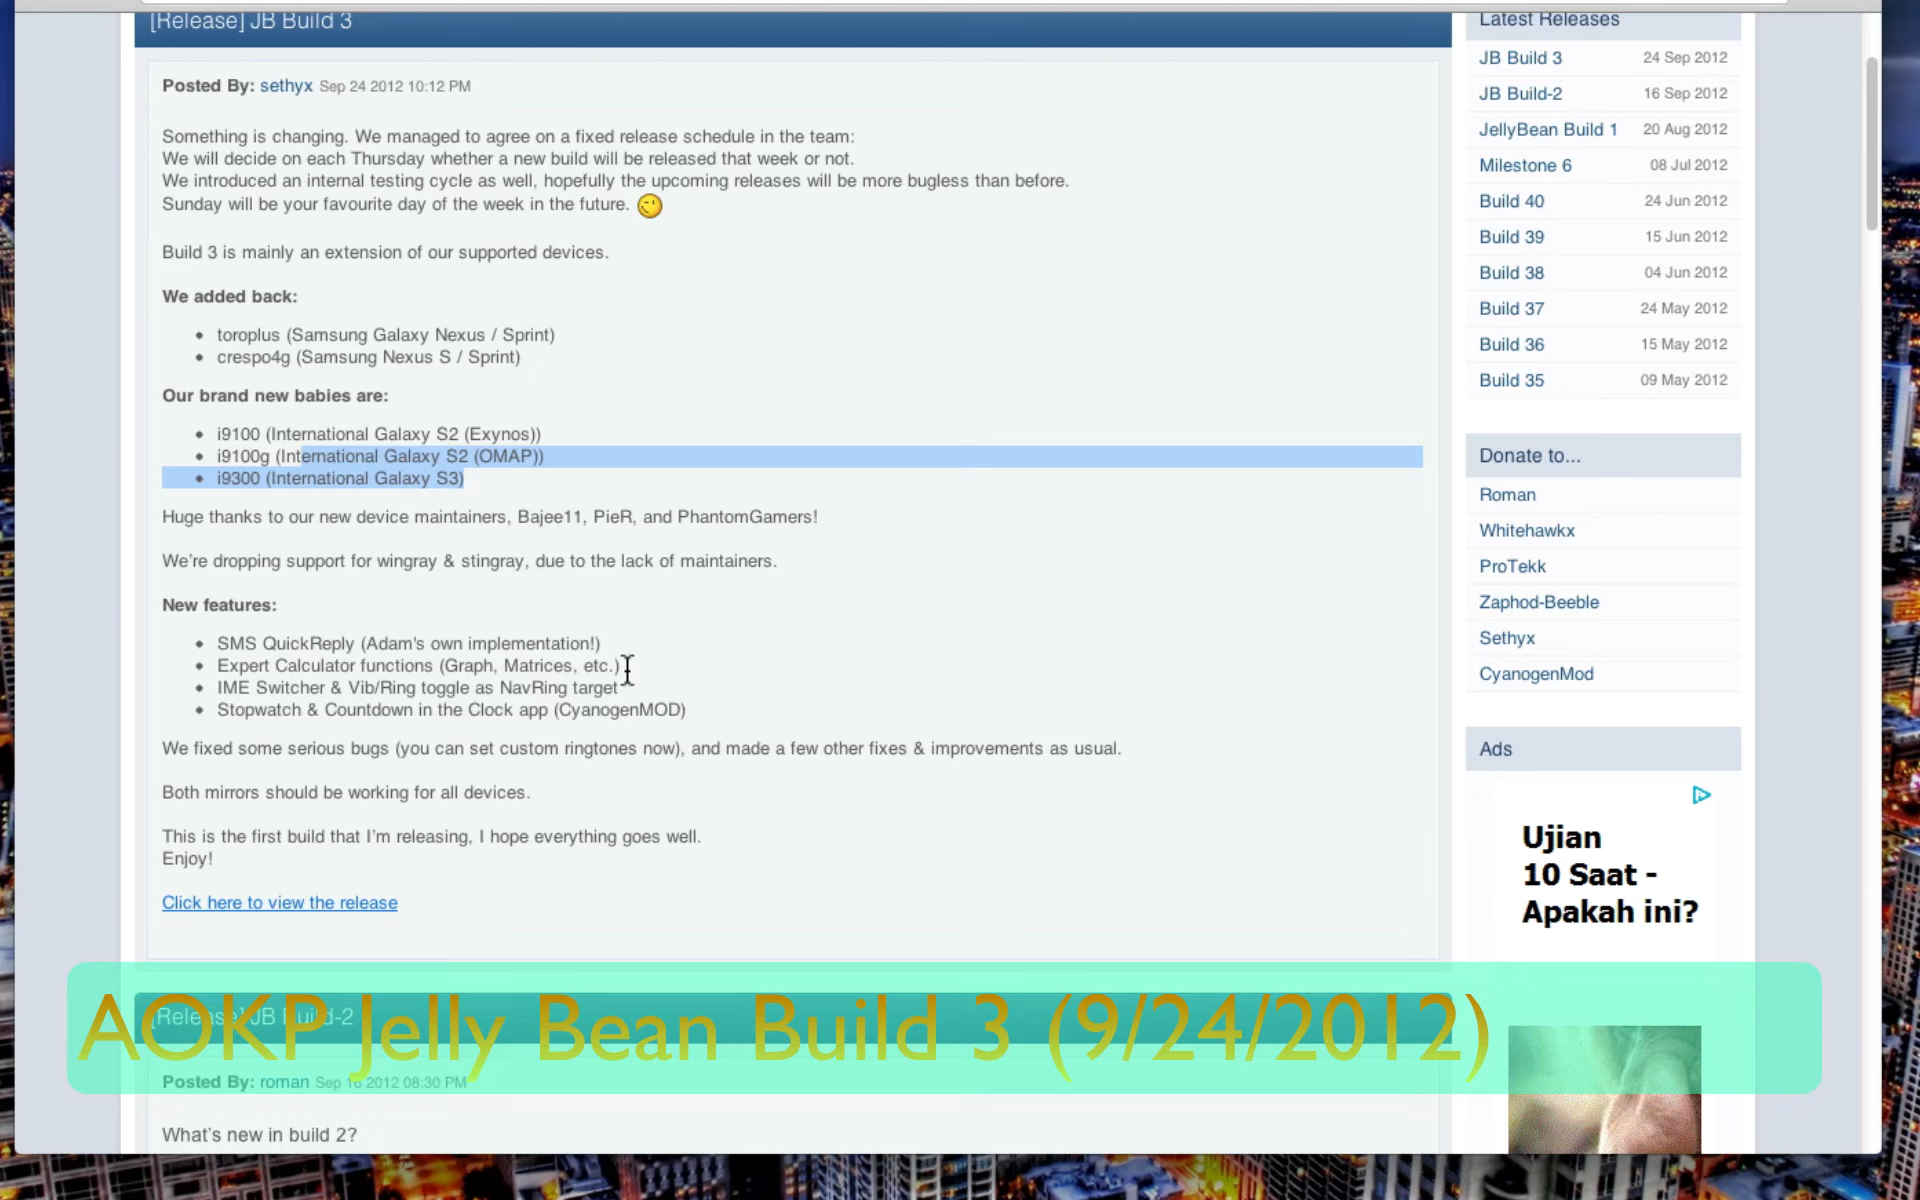 [Release] JB Build 3
Posted By: sethyx Sep 24 2012 10:12 PM
Something is changing. We managed to agree on a fixed release schedule in the team:
We will decide on each Thursday whether a new build will be released that week or not.
We introduced an internal testing cycle as well, hopefully the upcoming releases will be more bugless than before.
Sunday will be your favourite day of the week in the future.
Build 3 is mainly an extension of our supported devices.
We added back:
• toroplus (Samsung Galaxy Nexus / Sprint)
• crespo4g (Samsung Nexus S / Sprint)
Our brand new babies are:
• i9100 (International Galaxy S2 (Exynos))
• i9100g (International Galaxy S2 (OMAP))
• i9300 (International Galaxy S3)
Huge thanks to our new device maintainers, Bajee11, PieR, and PhantomGamers!
We're dropping support for wingray & stingray, due to the lack of maintainers.
New features:
• SMS QuickReply (Adam's own implementation!)
• Expert Calculator functions (Graph, Matrices, etc.)
• IME Switcher & Vib/Ring toggle as NavRing target
• Stopwatch & Countdown in the Clock app (CyanogenMOD)
We fixed some serious bugs (you can set custom ringtones now), and made a few other fixes & improvements as usual.
Both mirrors should be working for all devices.
This is the first build that I'm releasing, I hope everything goes well.
Enjoy!
Click here to view the release
[Release] JB Build-2
AOKP Jelly Bean Build 3 (9/24/2012)
Posted By: roman Sep 16 2012 08:30 PM
What's new in build 2?
Latest Releases
JB Build 3 24 Sep 2012
JB Build-2 16 Sep 2012
JellyBean Build 1 20 Aug 2012
Milestone 6 08 Jul 2012
Build 40 24 Jun 2012
Build 39 15 Jun 2012
Build 38 04 Jun 2012
Build 37 24 May 2012
Build 36 15 May 2012
Build 35 09 May 2012
Donate to...
Roman
Whitehawkx
ProTekk
Zaphod-Beeble
Sethyx
CyanogenMod
Ads
Ujian
10 Saat -
Apakah ini?